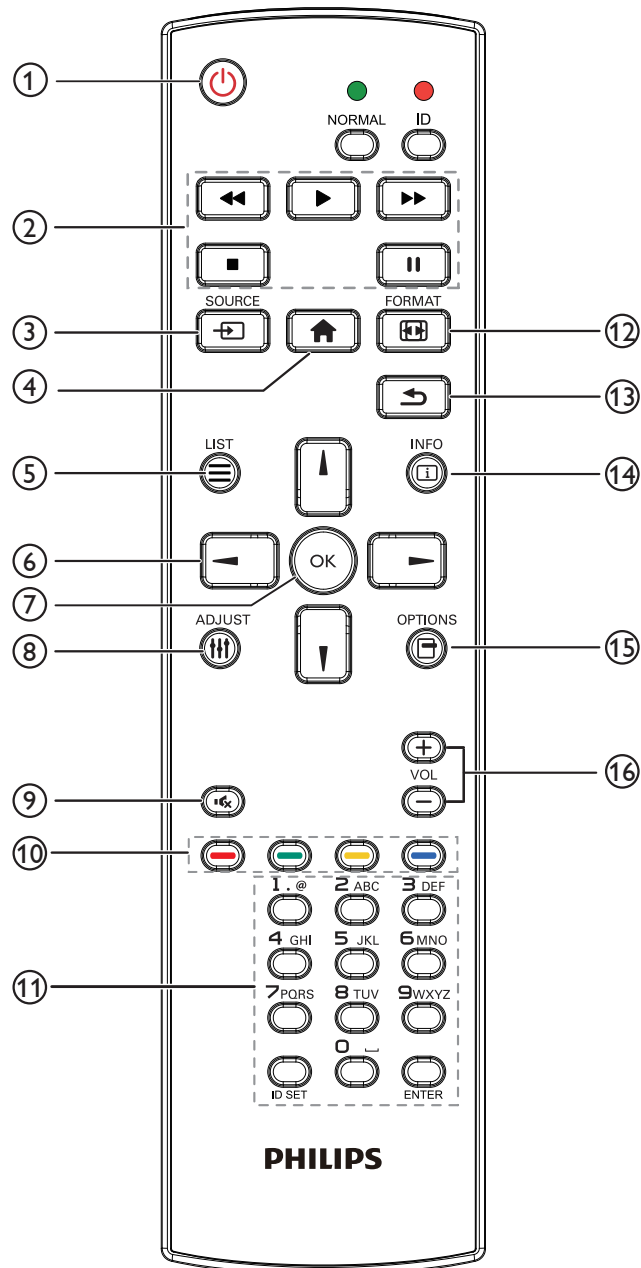 1
NORMAL ID
2
SOURCE FORMAT
3
12
4
13
LIST INFO
5
14
6
OK
7
ADJUST OPTIONS
8
15
+
VOL
16
9
−
10
1 . @ 2 ABC 3 DEF
4 GHI 5 JKL 6 MNO
11
7 PQRS 8 TUV 9 WXYZ
0 ⎵
ID SET ENTER
PHILIPS